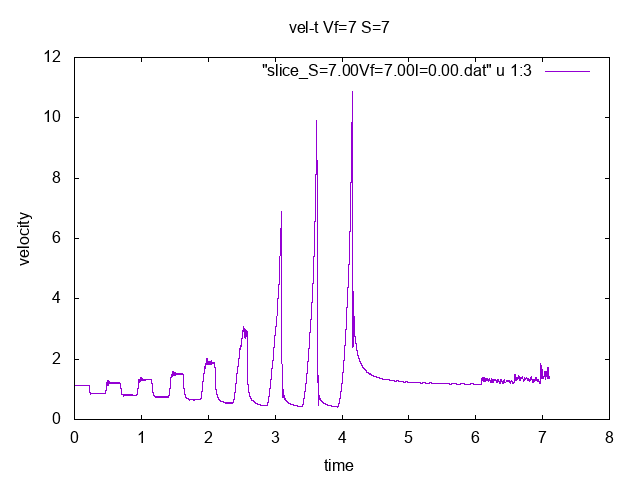 vel-t Vf=7 S=7
"slice_S=7.00Vf=7.00I=0.00.dat" u 1:3
12
10
8
6
4
2
0
velocity
0 1 2 3 4 5 6 7 8
time